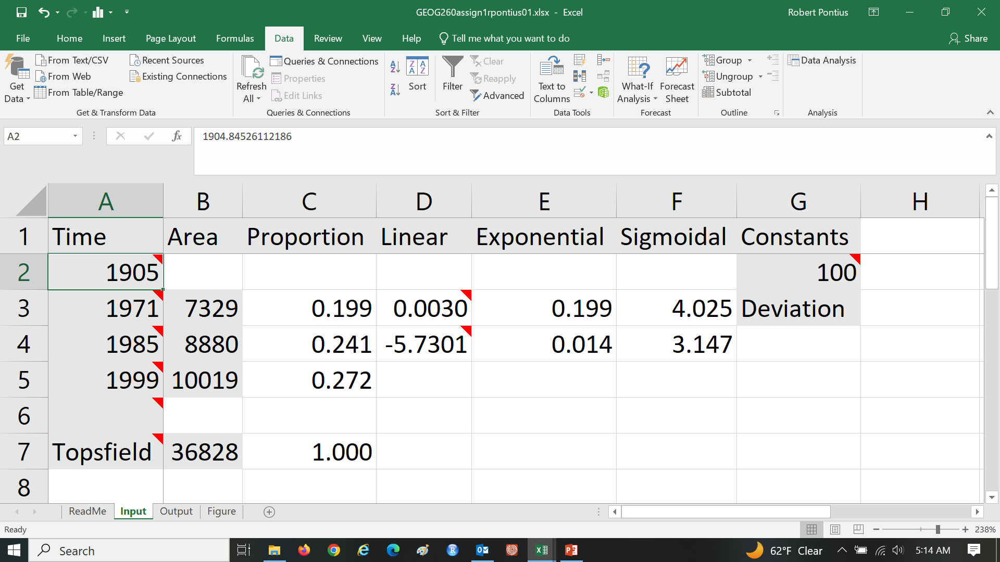 GEOG260assign1rpontius01.xlsx - Excel
Robert Pontius
File Home Insert Page Layout Formulas Data Review View Help Tell me what you want to do Share
Get Data
From Text/CSV
From Web
From Table/Range
Recent Sources
Existing Connections
Get & Transform Data
Refresh All
Queries & Connections
Properties
Edit Links
Queries & Connections
Sort
Filter
Clear
Reapply
Advanced
Sort & Filter
Text to Columns
Data Tools
What-If Analysis
Forecast Sheet
Forecast
Group
Ungroup
Subtotal
Outline
Data Analysis
Analysis
A2 fx 1904.84526112186
A B C D E F G H
1 Time Area Proportion Linear Exponential Sigmoidal Constants
2 1905 100
3 1971 7329 0.199 0.0030 0.199 4.025 Deviation
4 1985 8880 0.241 -5.7301 0.014 3.147
5 1999 10019 0.272
6
7 Topsfield 36828 1.000
8
ReadMe Input Output Figure
Ready 238%
Search 62°F Clear 5:14 AM